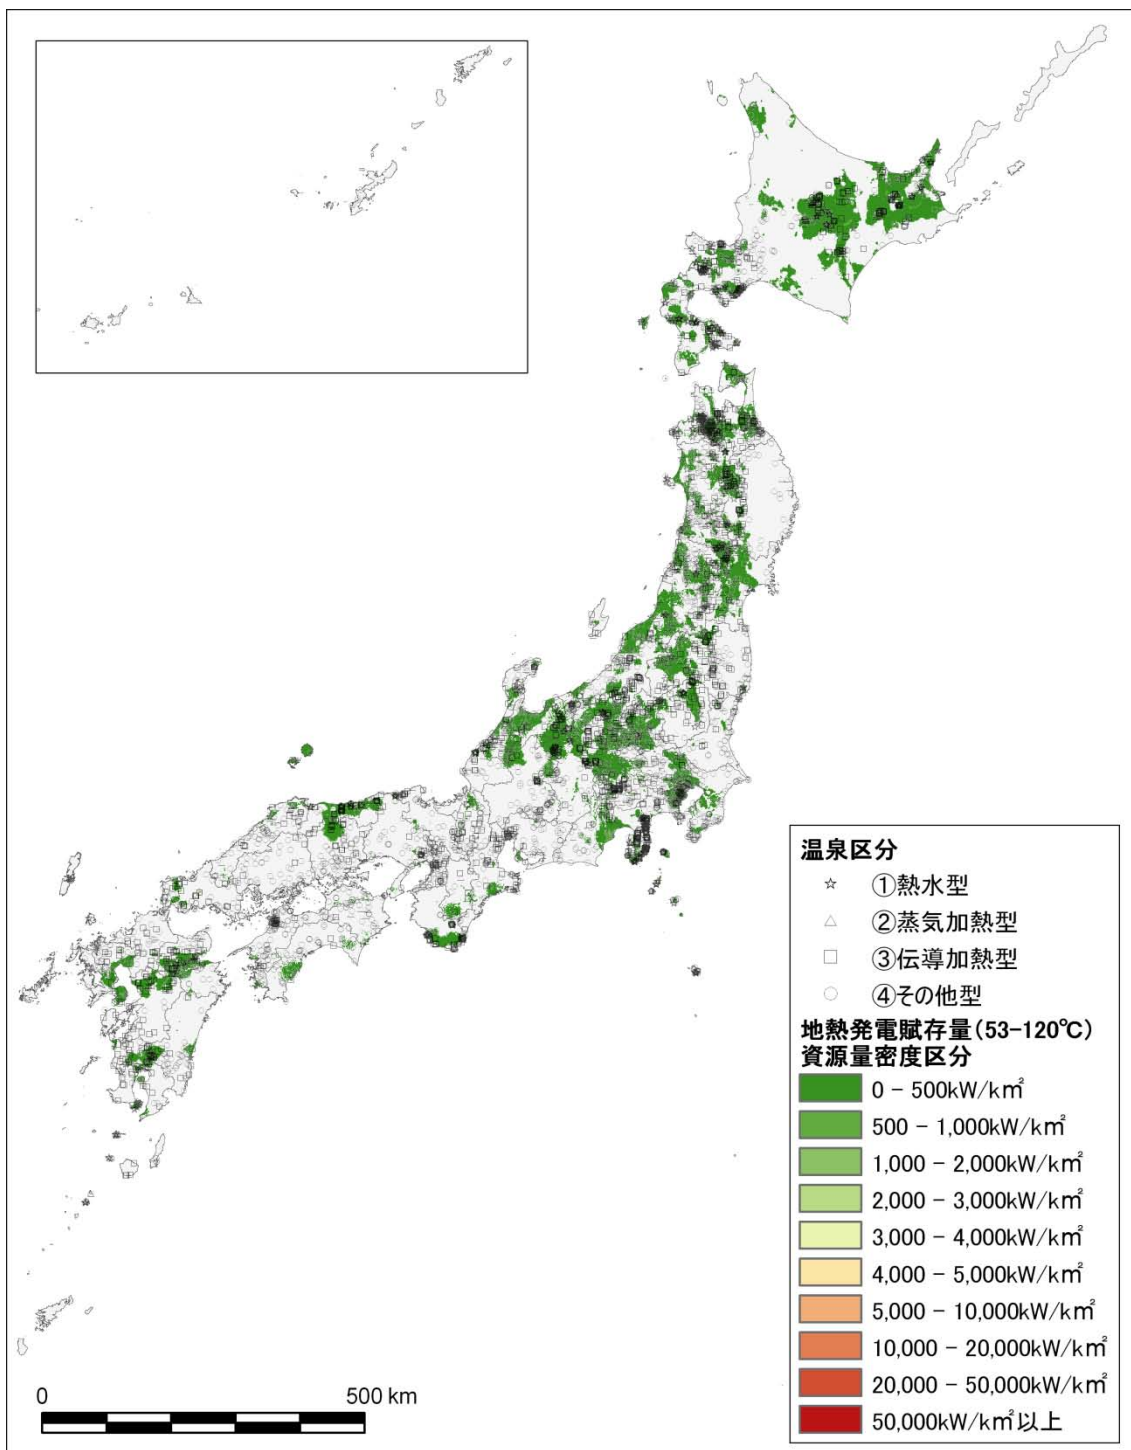 温泉区分
①熱水型
②蒸気加熱型
③伝導加熱型
④その他型
地熱発電賦存量(53-120℃)
資源量密度区分
0 - 500kW/k㎡
500 - 1,000kW/k㎡
1,000 - 2,000kW/k㎡
2,000 - 3,000kW/k㎡
3,000 - 4,000kW/k㎡
4,000 - 5,000kW/k㎡
5,000 - 10,000kW/k㎡
10,000 - 20,000kW/k㎡
20,000 - 50,000kW/k㎡
50,000kW/k㎡以上
0 500 km